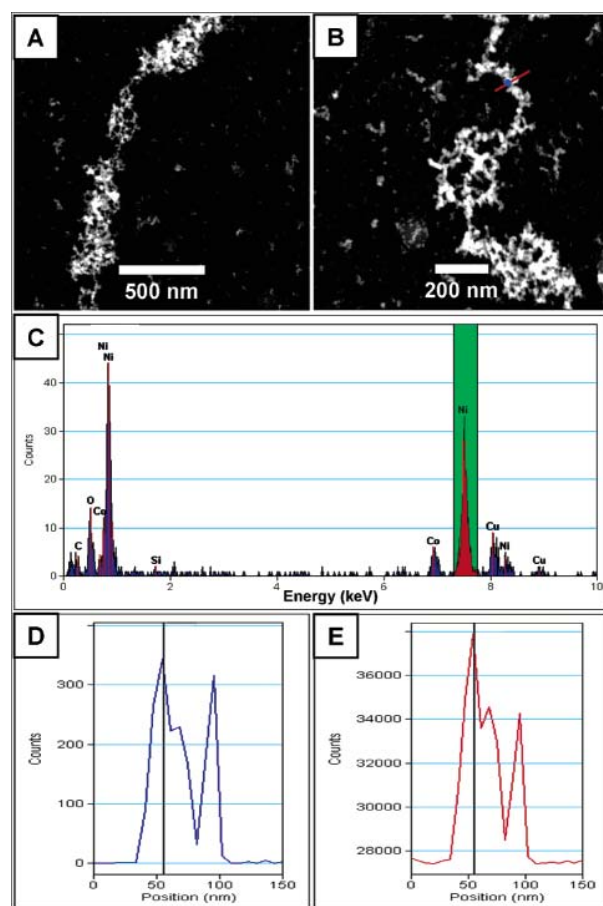 A
500 nm
B
200 nm
C
Counts
40
30
20
10
0
Ni
Ni
O
Co
C
Si
Co
Ni
Cu
Ni
Cu
0
2
4
6
8
10
Energy (keV)
D
Counts
300
200
100
0
0
50
100
150
Position (nm)
E
Counts
36000
34000
32000
30000
28000
0
50
100
150
Position (nm)